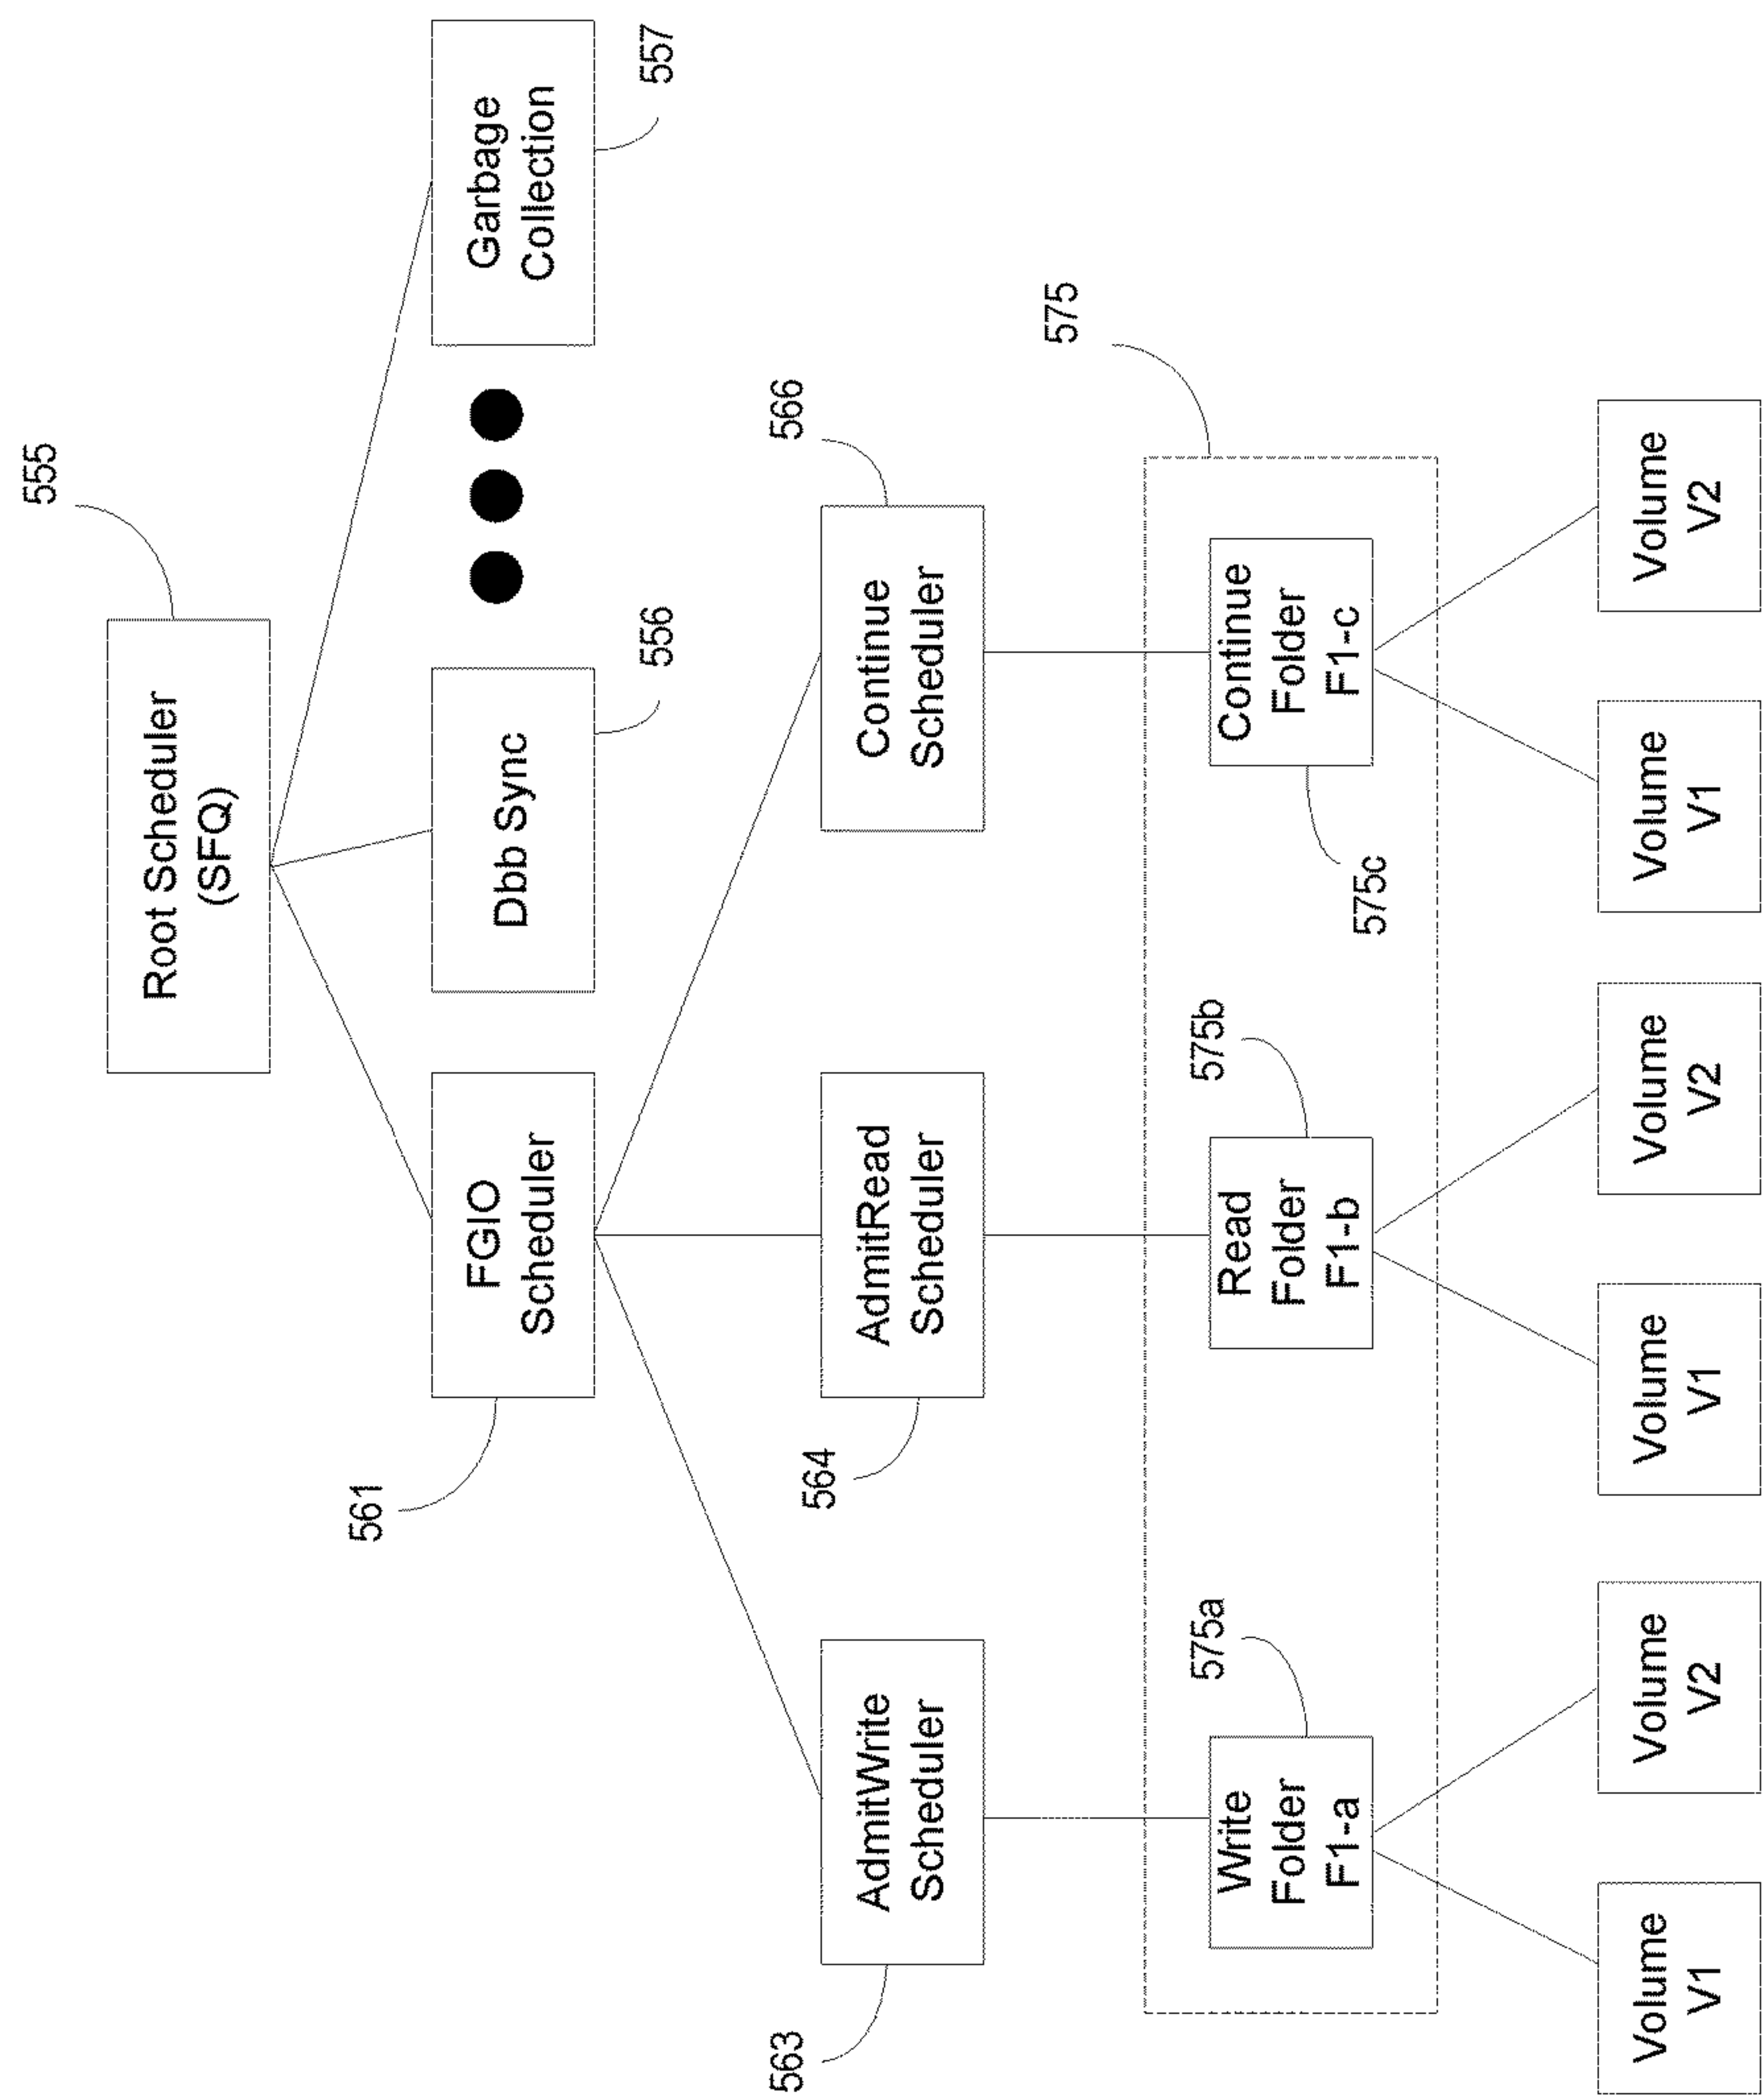 555
Root Scheduler
(SFQ)
561
FGIO
Scheduler
Dbb Sync
556
Garbage
Collection
557
563
AdmitWrite
Scheduler
564
AdmitRead
Scheduler
566
Continue
Scheduler
575
575a
Write
Folder
F1-a
575b
Read
Folder
F1-b
575c
Continue
Folder
F1-c
Volume
V1
Volume
V2
Volume
V1
Volume
V2
Volume
V1
Volume
V2